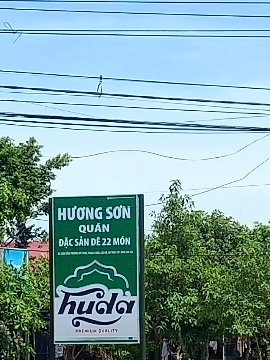 HƯƠNG SƠN
QUÁN
ĐẶC SẢN DÊ 22 MÓN
huda
PREMIUM QUALITY